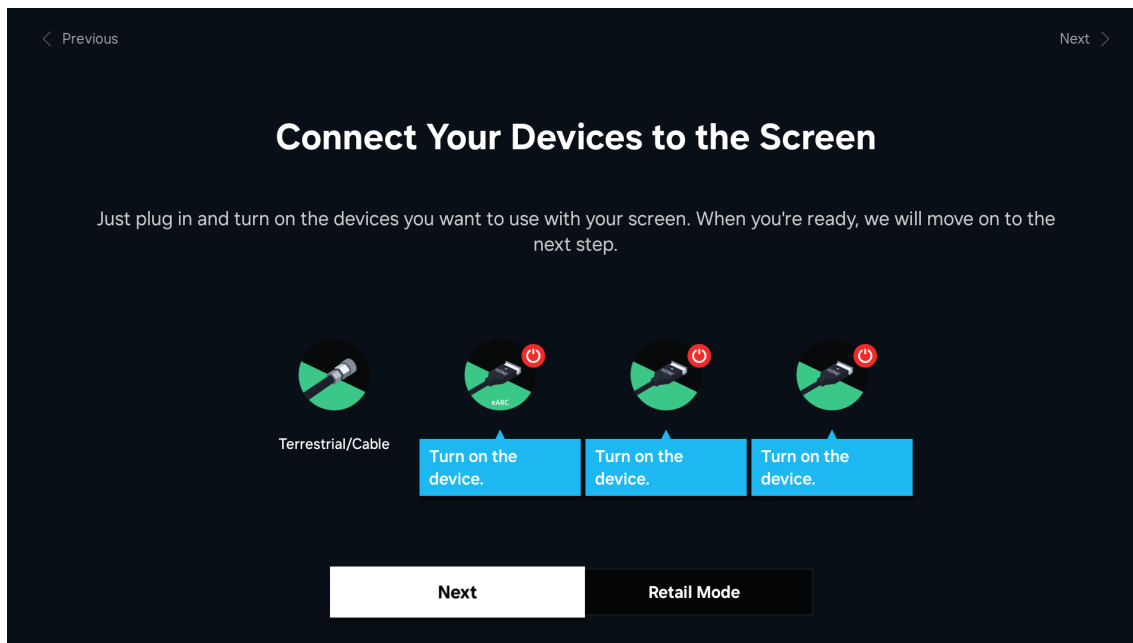 Previous
Next
Connect Your Devices to the Screen
Just plug in and turn on the devices you want to use with your screen. When you're ready, we will move on to the
next step.
eARC
Terrestrial/Cable
Turn on the
device.
Turn on the
device.
Turn on the
device.
Next
Retail Mode